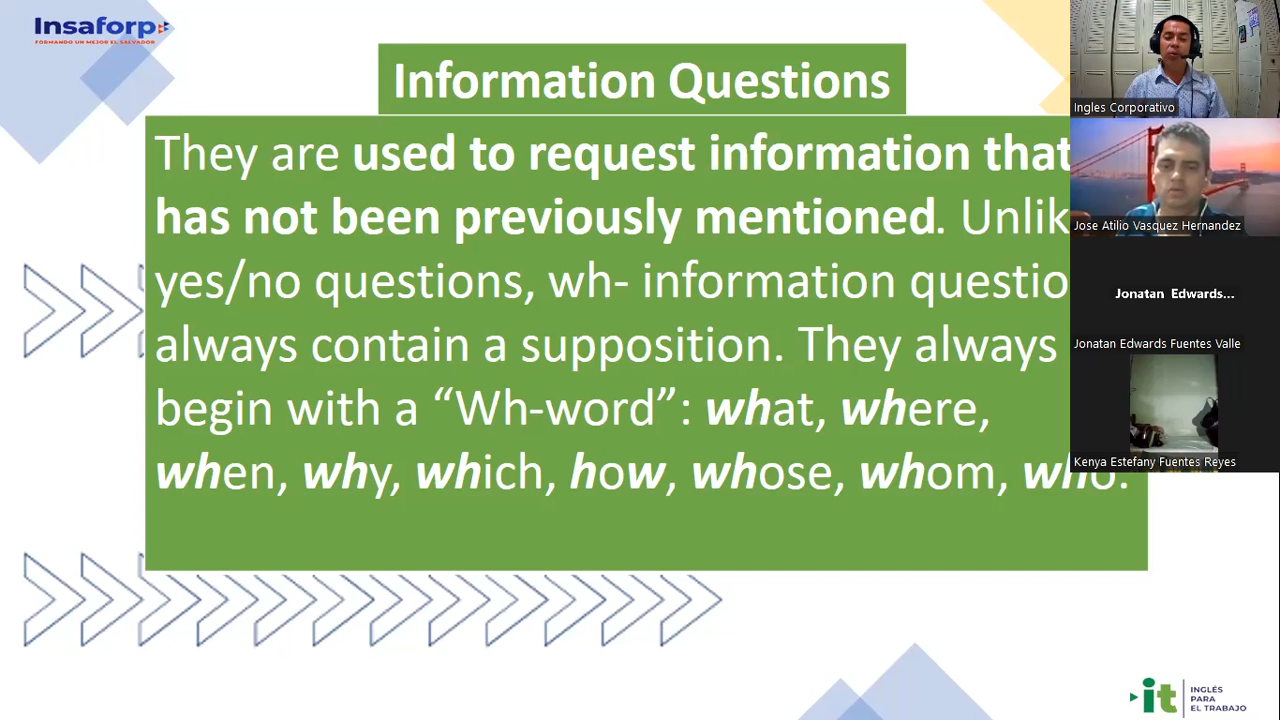 Insaforp
FORMANDO UN MEJOR EL SALVADOR
Information Questions
They are used to request information that
has not been previously mentioned. Unlik
yes/no questions, wh- information questio
always contain a supposition. They always
begin with a “Wh-word”: what, where,
when, why, which, how, whose, whom, who.
Ingles Corporativo
Jose Atilio Vasquez Hernandez
Jonatan Edwards...
Jonatan Edwards Fuentes Valle
Kenya Estefany Fuentes Reyes
it
INGLÉS
PARA
EL TRABAJO